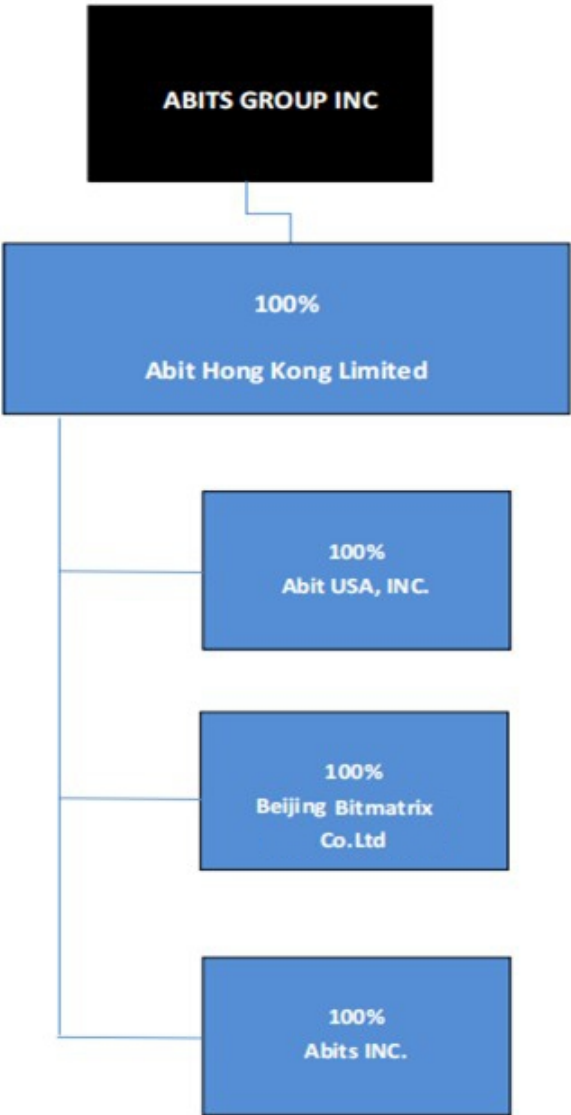 ABITS GROUP INC
100%
Abit Hong Kong Limited
100%
Abit USA, INC.
100%
Beijing Bitmatrix
Co.Ltd
100%
Abits INC.